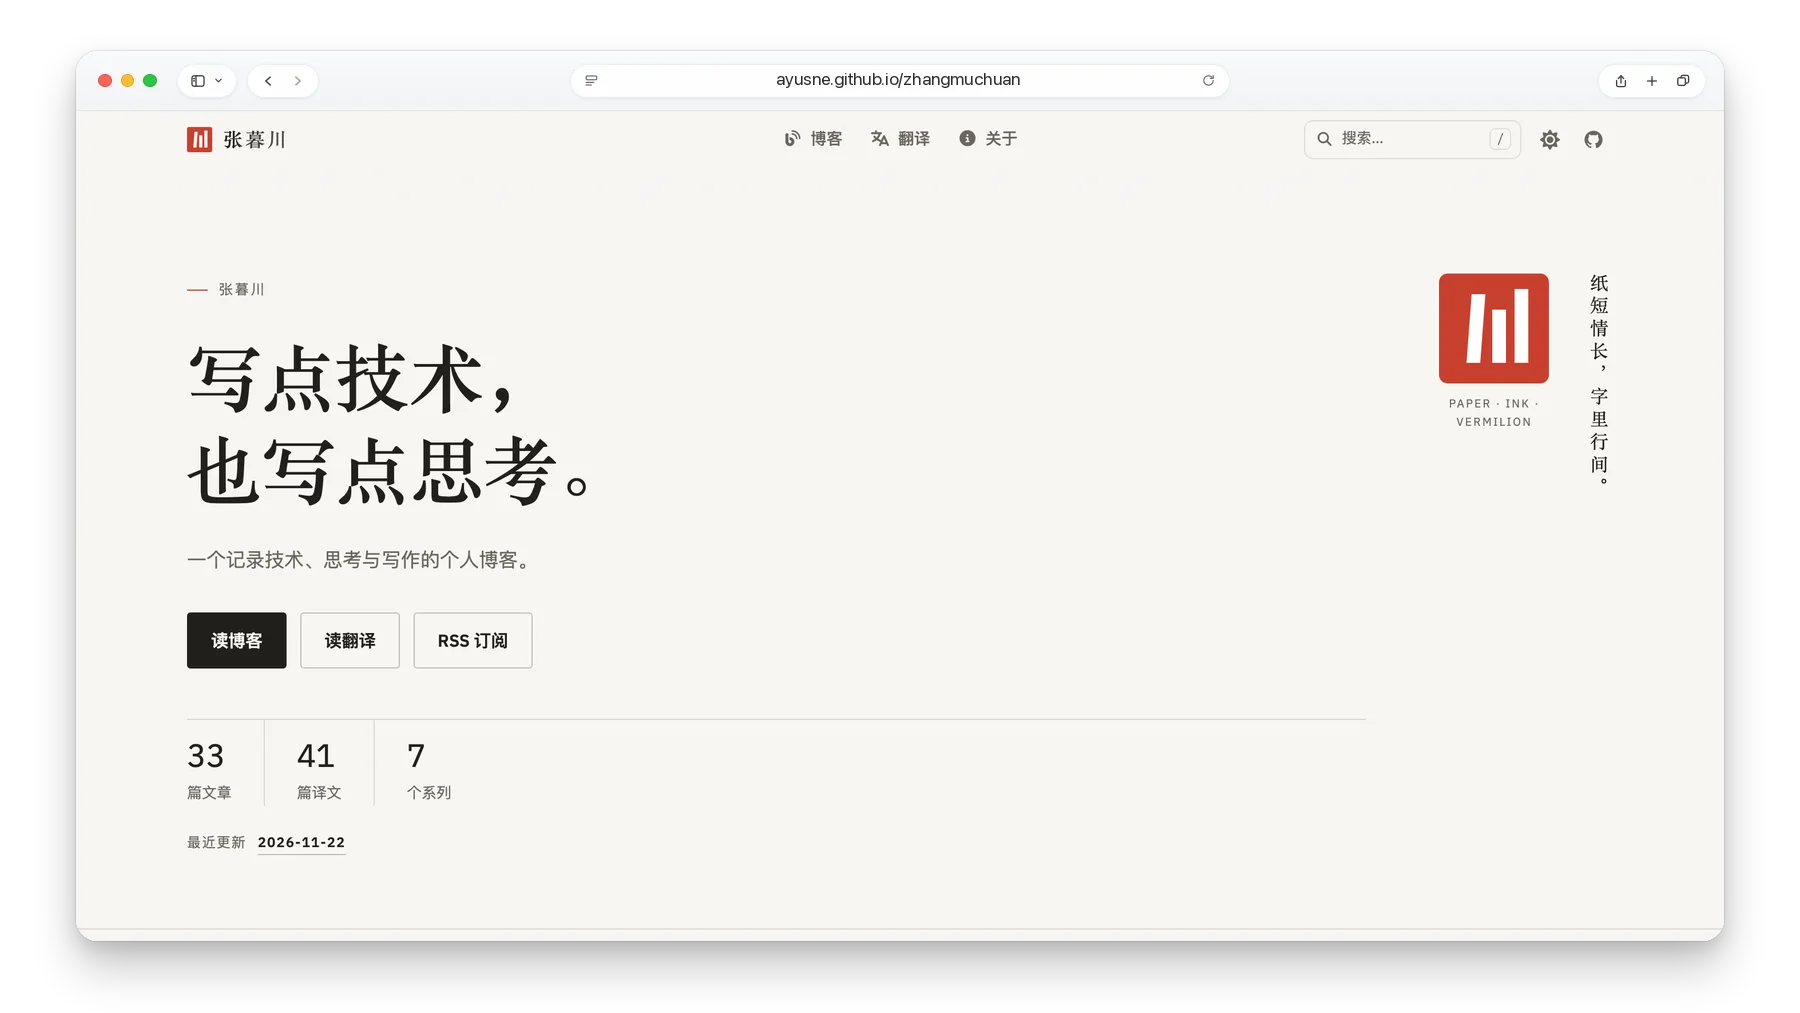 ayusne.github.io/zhangmuchuan
张暮川
博客
翻译
关于
搜索...
/
张暮川
写点技术，
也写点思考。
一个记录技术、思考与写作的个人博客。
读博客
读翻译
RSS 订阅
33
篇文章
41
篇译文
7
个系列
最近更新 2026-11-22
PAPER · INK ·
VERMILION
纸短情长，字里行间。